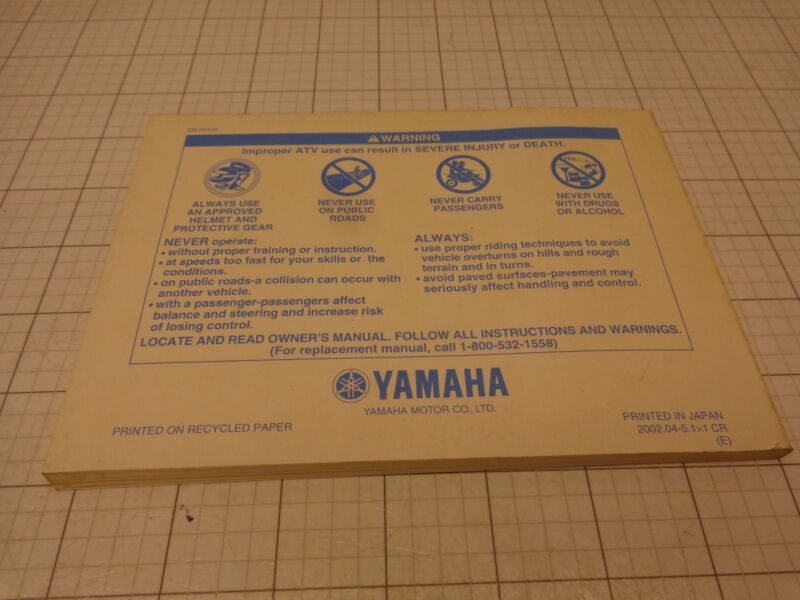 WARNING
Improper ATV use can result in SEVERE INJURY or DEATH.
ALWAYS USE
AN APPROVED
HELMET AND
PROTECTIVE GEAR
NEVER USE
ON PUBLIC
ROADS
NEVER CARRY
PASSENGERS
NEVER USE
WITH DRUGS
OR ALCOHOL
NEVER operate:
• without proper training or instruction.
• at speeds too fast for your skills or the
conditions.
• on public roads-a collision can occur with
another vehicle.
• with a passenger-passengers affect
balance and steering and increase risk
of losing control.
ALWAYS:
• use proper riding techniques to avoid
vehicle overturns on hills and rough
terrain and in turns.
• avoid paved surfaces-pavement may
seriously affect handling and control.
LOCATE AND READ OWNER'S MANUAL. FOLLOW ALL INSTRUCTIONS AND WARNINGS.
(For replacement manual, call 1-800-532-1558)
YAMAHA
YAMAHA MOTOR CO., LTD.
PRINTED ON RECYCLED PAPER
PRINTED IN JAPAN
2002.04-5.1×1 CR
(E)